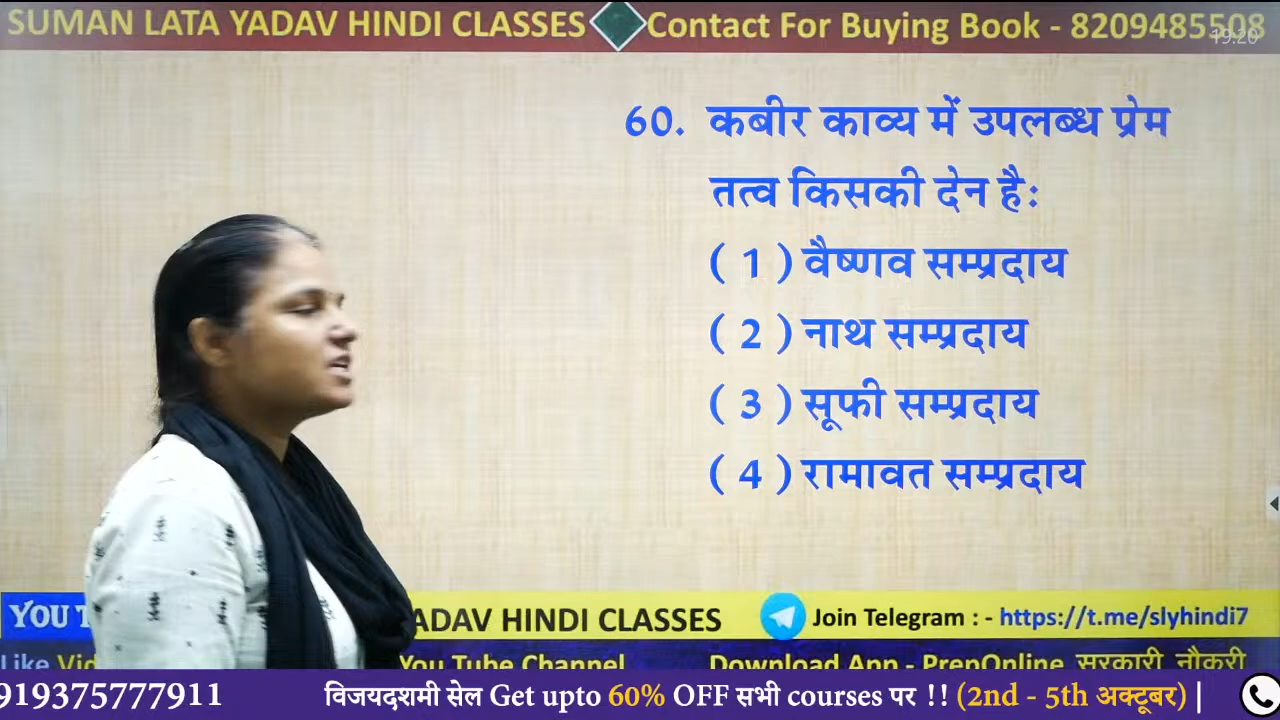 SUMAN LATA YADAV HINDI CLASSES Contact For Buying Book - 8209485508
19:20
60. कबीर काव्य में उपलब्ध प्रेम
तत्व किसकी देन है:
( 1 ) वैष्णव सम्प्रदाय
( 2 ) नाथ सम्प्रदाय
( 3 ) सूफी सम्प्रदाय
( 4 ) रामावत सम्प्रदाय
YOU T ADAV HINDI CLASSES Join Telegram : - https://t.me/slyhindi7
Like Vid You Tube Channel Download App - PrepOnline सरकारी नौकरी
919375777911 विजयदशमी सेल Get upto 60% OFF सभी courses पर !! (2nd - 5th अक्टूबर) |